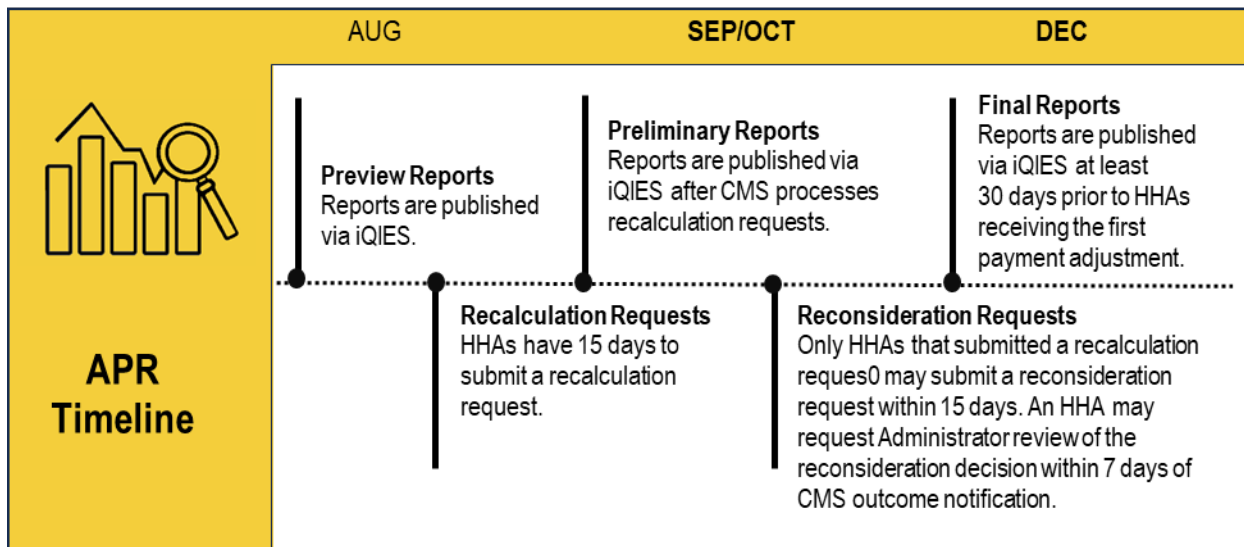 AUG
SEP/OCT
DEC
APR
Timeline
Preview Reports
Reports are published
via iQIES.
Recalculation Requests
HHAs have 15 days to
submit a recalculation
request.
Preliminary Reports
Reports are published via
iQIES after CMS processes
recalculation requests.
Reconsideration Requests
Only HHAs that submitted a recalculation
reques0 may submit a reconsideration
request within 15 days. An HHA may
request Administrator review of the
reconsideration decision within 7 days of
CMS outcome notification.
Final Reports
Reports are published
via iQIES at least
30 days prior to HHAs
receiving the first
payment adjustment.